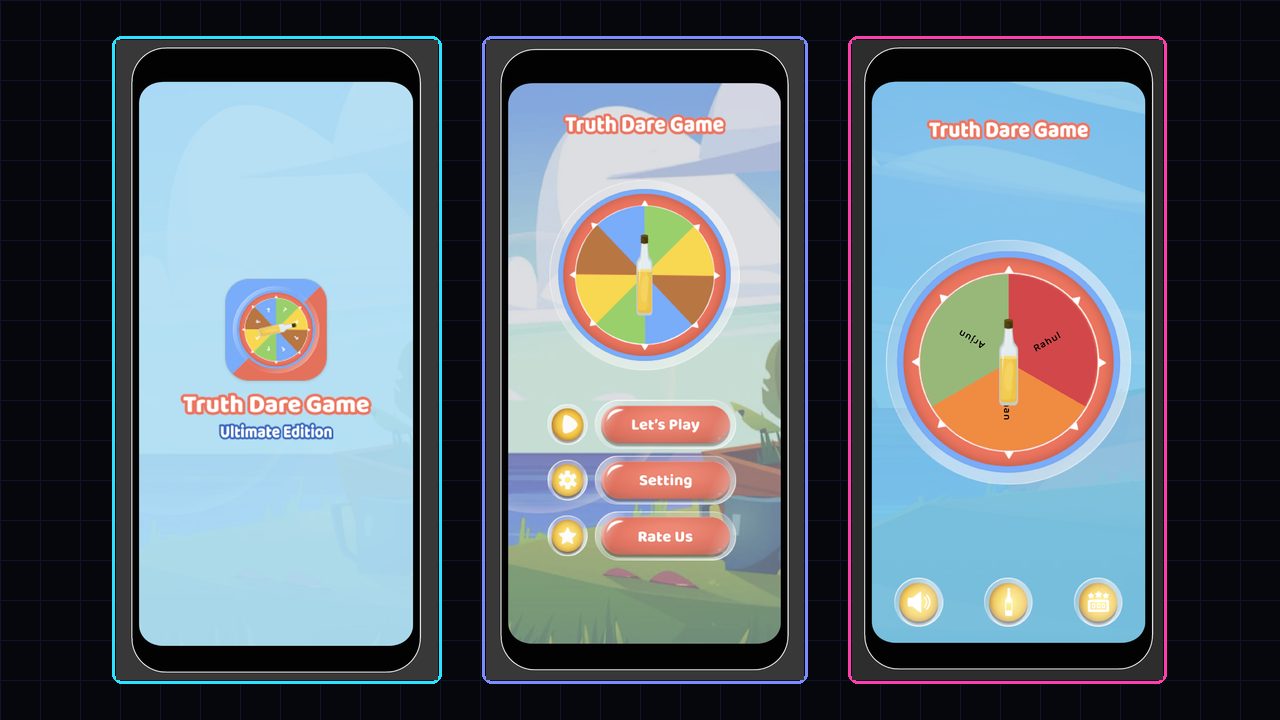 Truth Dare Game
Ultimate Edition
Truth Dare Game
Let's Play
Setting
Rate Us
Truth Dare Game
Arjun
Rahul